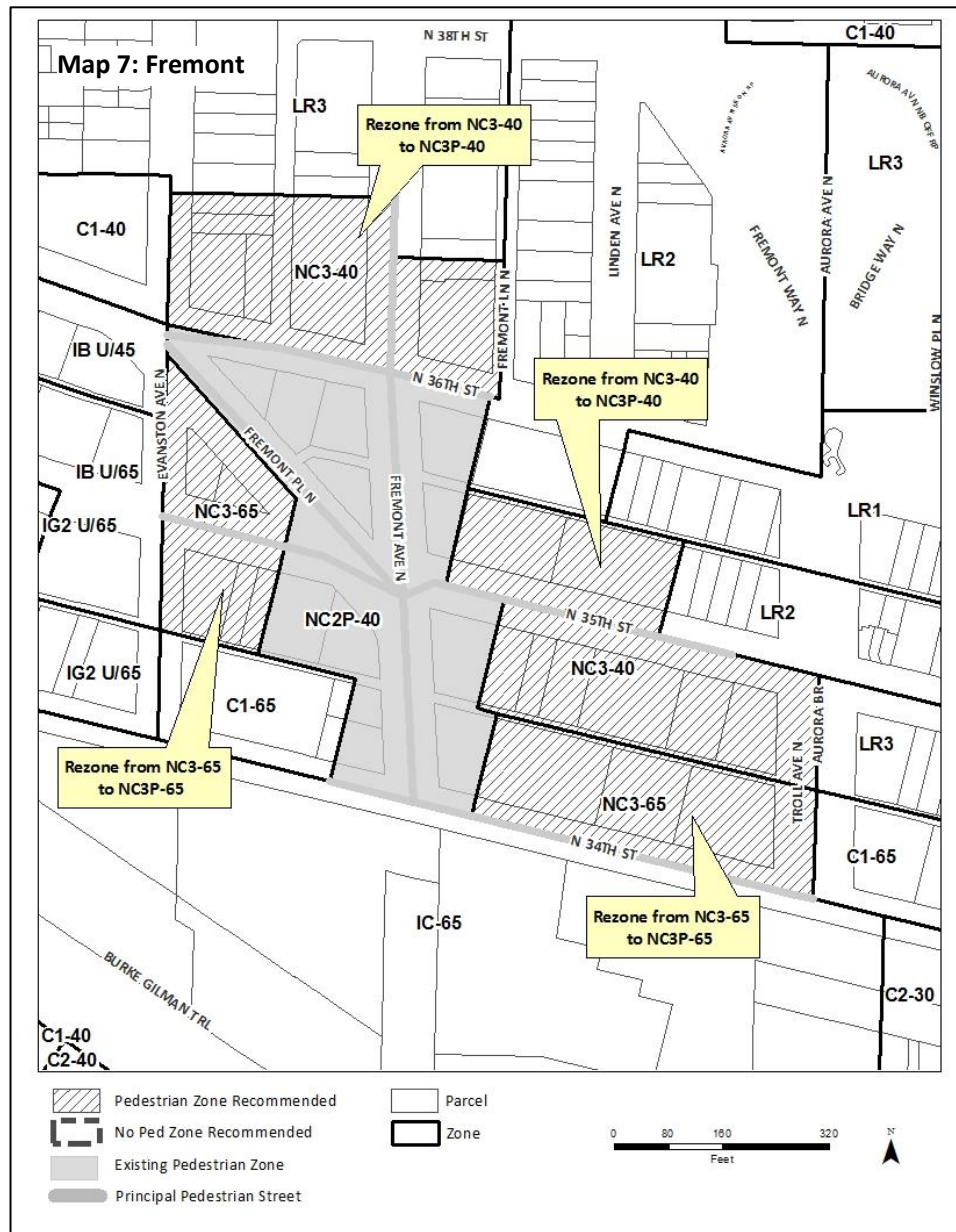 Map 7: Fremont
N 38TH ST
C1-40
LR3
Rezone from NC3-40
to NC3P-40
AURORA AV N NB OFF RP
LR3
C1-40
NC3-40
FREMONT LN N
LINDEN AVE N
LR2
FREMONT WAY N
AURORA AVE N
BRIDGE WAY N
WINSLOW PL N
IB U/45
EVANSTON AVE N
N 36TH ST
Rezone from NC3-40
to NC3P-40
FREMONT PL N
FREMONT AVE N
IB U/65
NC3-65
IG2 U/65
LR1
NC2P-40
N 35TH ST
LR2
NC3-40
IG2 U/65
C1-65
TROLL AVE N
AURORA BR
LR3
Rezone from NC3-65
to NC3P-65
NC3-65
N 34TH ST
C1-65
IC-65
Rezone from NC3-65
to NC3P-65
BURKE GILMAN TRL
C2-30
C1-40
C2-40
Pedestrian Zone Recommended
Parcel
No Ped Zone Recommended
Zone
Existing Pedestrian Zone
Principal Pedestrian Street
0 80 160 320
Feet
N